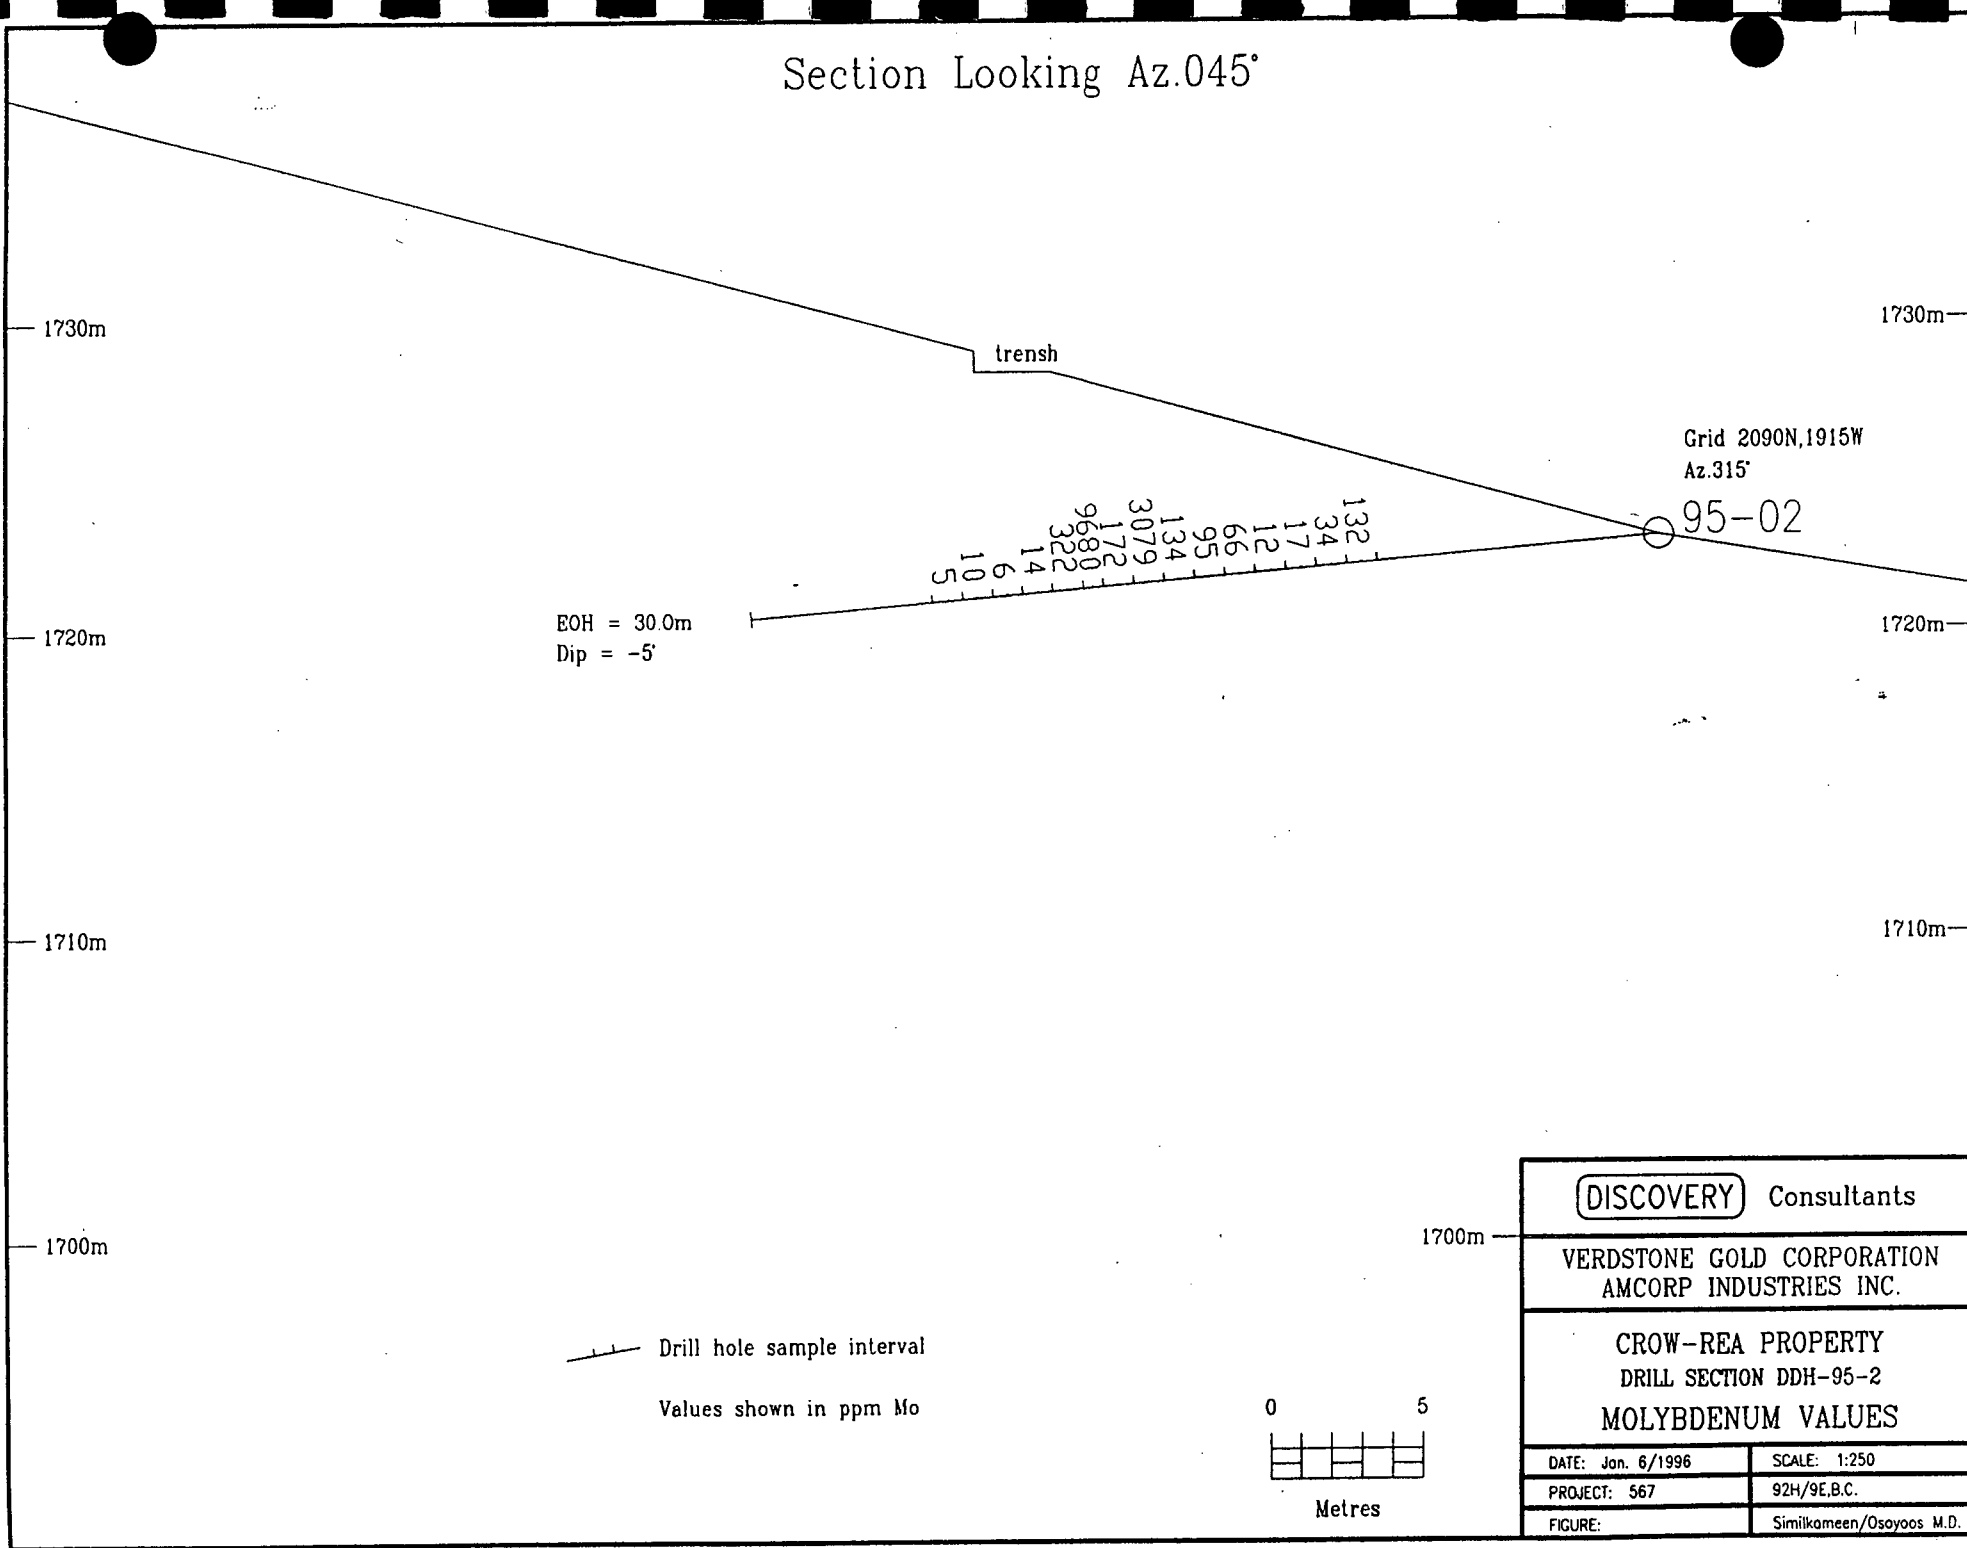 Section Looking Az.045°
1730m
1730m
trensh
Grid 2090N,1915W
Az.315°
95-02
5
10
6
14
322
9680
172
3079
134
95
66
12
17
34
132
EOH = 30.0m
Dip = -5°
1720m
1720m
1710m
1710m
1700m
1700m
Drill hole sample interval
Values shown in ppm Mo
0 5
Metres
DISCOVERY Consultants
VERDSTONE GOLD CORPORATION
AMCORP INDUSTRIES INC.
CROW-REA PROPERTY
DRILL SECTION DDH-95-2
MOLYBDENUM VALUES
DATE: Jan. 6/1996
SCALE: 1:250
PROJECT: 567
92H/9E,B.C.
FIGURE:
Similkameen/Osoyoos M.D.